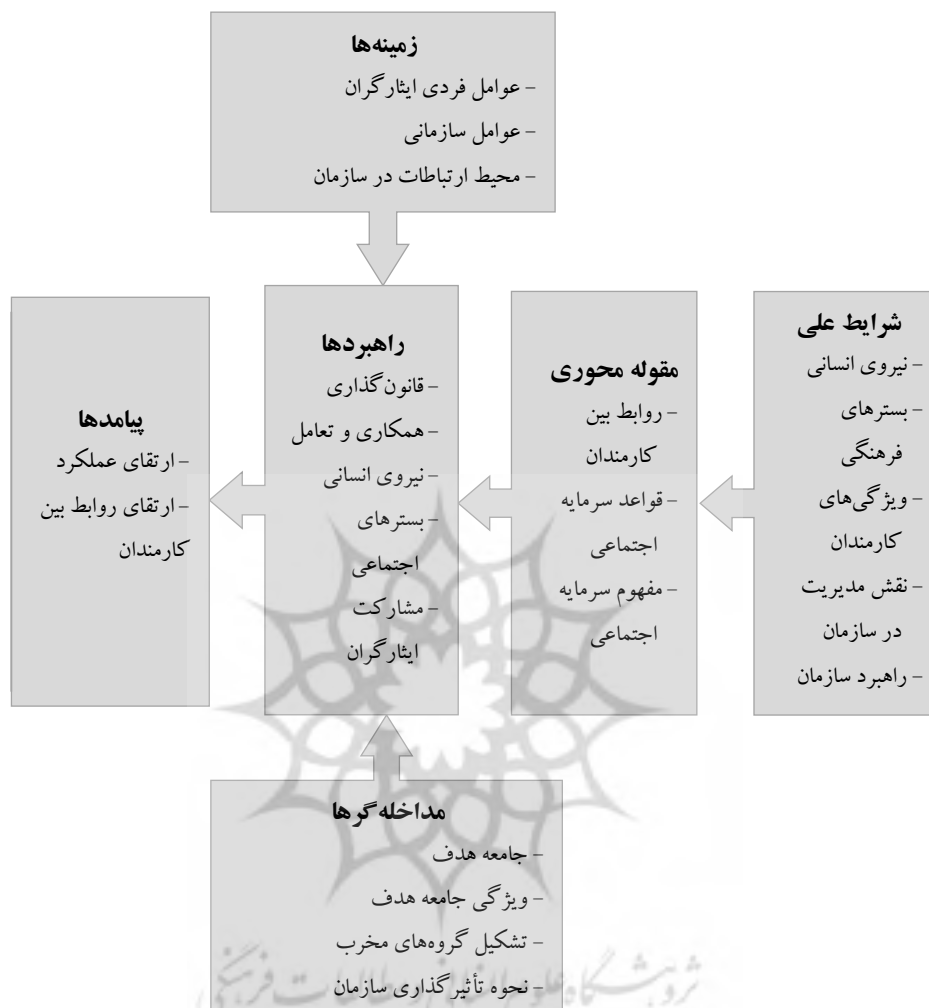 زمینه‌ها
- عوامل فردی ایثارگران
- عوامل سازمانی
- محیط ارتباطات در سازمان
شرایط علی
- نیروی انسانی
- بسترهای
فرهنگی
- ویژگی‌های
کارمندان
- نقش مدیریت
در سازمان
- راهبرد سازمان
مقوله محوری
- روابط بین
کارمندان
- قواعد سرمایه
اجتماعی
- مفهوم سرمایه
اجتماعی
راهبردها
- قانون‌گذاری
- همکاری و تعامل
- نیروی انسانی
- بسترهای
اجتماعی
- مشارکت
ایثارگران
پیامدها
- ارتقای عملکرد
- ارتقای روابط بین
کارمندان
مداخله‌گرها
- جامعه هدف
- ویژگی جامعه هدف
- تشکیل گروه‌های مخرب
- نحوه تأثیرگذاری سازمان